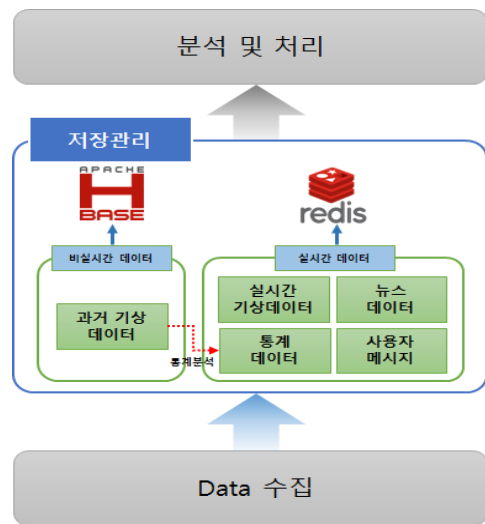 분석 및 처리
저장관리
APACHE
HBASE
redis
비실시간 데이터
실시간 데이터
과거 기상
데이터
실시간
기상데이터
뉴스
데이터
통계분석
통계
데이터
사용자
메시지
Data 수집